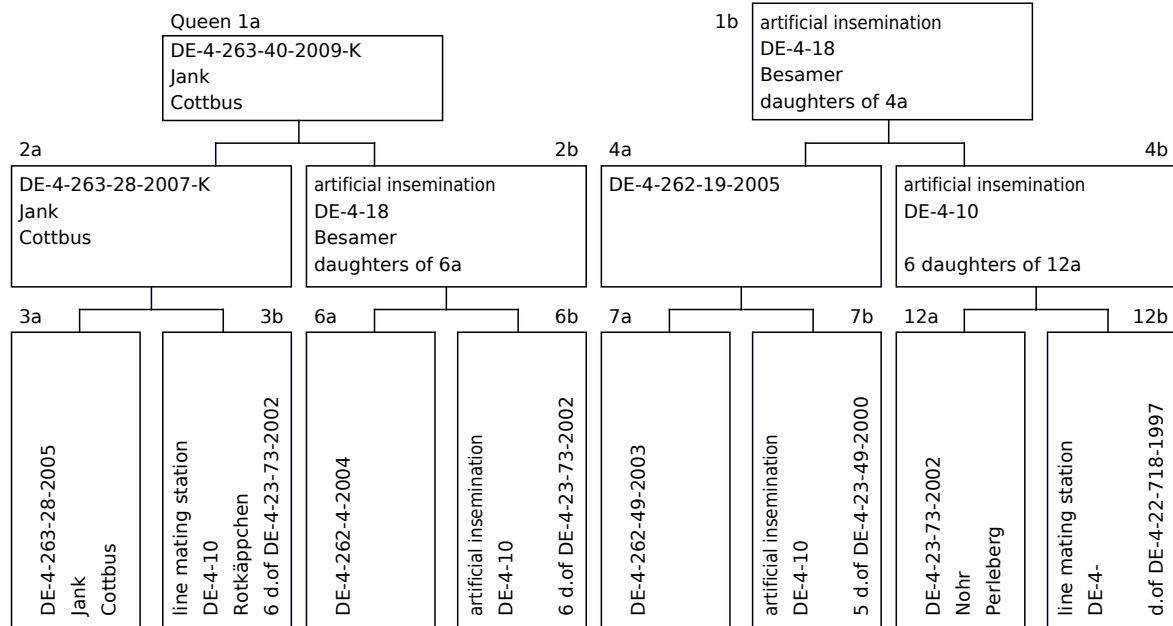 Queen 1a
DE-4-263-40-2009-K
Jank
Cottbus
1b
artificial insemination
DE-4-18
Besamer
daughters of 4a
2a
DE-4-263-28-2007-K
Jank
Cottbus
2b
artificial insemination
DE-4-18
Besamer
daughters of 6a
4a
DE-4-262-19-2005
4b
artificial insemination
DE-4-10
6 daughters of 12a
3a
DE-4-263-28-2005
Jank
Cottbus
3b
line mating station
DE-4-10
Rotkäppchen
6 d.of DE-4-23-73-2002
6a
DE-4-262-4-2004
6b
artificial insemination
DE-4-10
6 d.of DE-4-23-73-2002
7a
DE-4-262-49-2003
7b
artificial insemination
DE-4-10
5 d.of DE-4-23-49-2000
12a
DE-4-23-73-2002
Nohr
Perleberg
12b
line mating station
DE-4-
d.of DE-4-22-718-1997